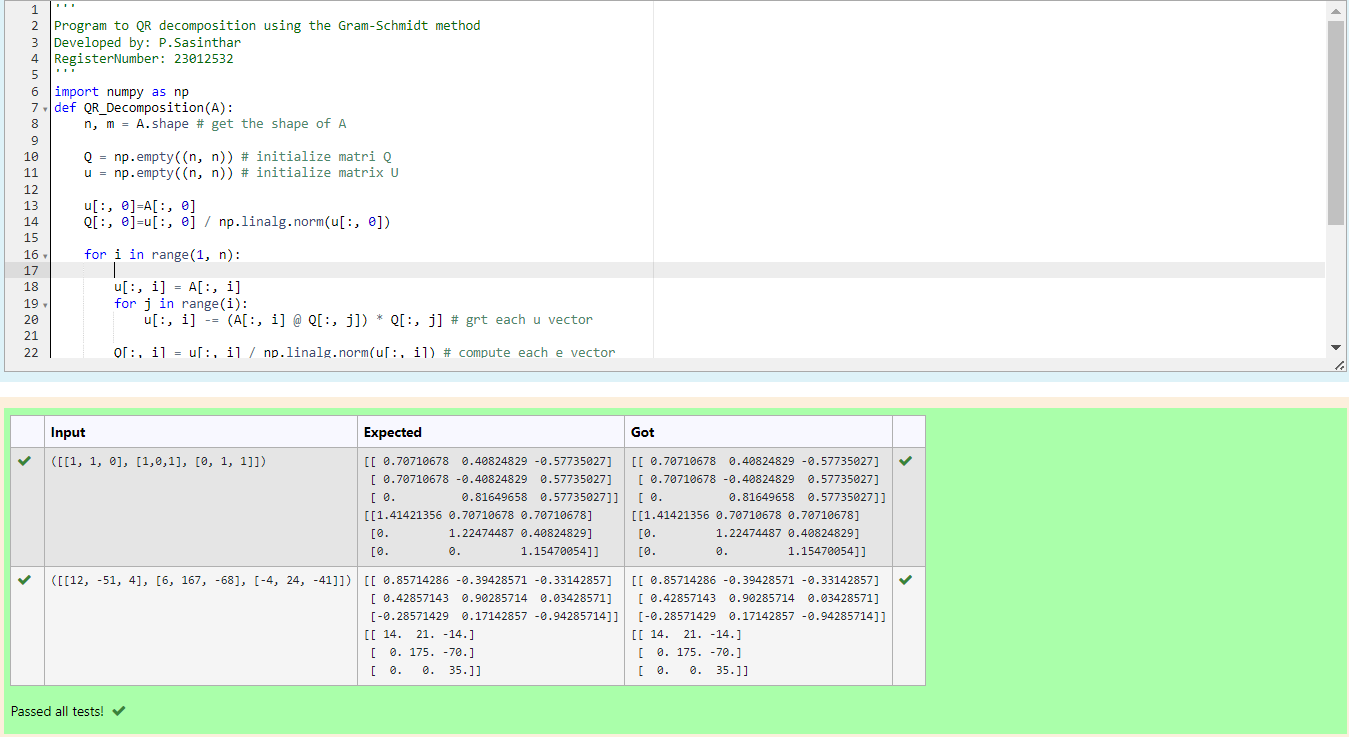 1 '''
2 Program to QR decomposition using the Gram-Schmidt method
3 Developed by: P.Sasinthar
4 RegisterNumber: 23012532
5 '''
6 import numpy as np
7 def QR_Decomposition(A):
8     n, m = A.shape # get the shape of A
9
10     Q = np.empty((n, n)) # initialize matri Q
11     u = np.empty((n, n)) # initialize matrix U
12
13     u[:, 0]=A[:, 0]
14     Q[:, 0]=u[:, 0] / np.linalg.norm(u[:, 0])
15
16     for i in range(1, n):
17
18         u[:, i] = A[:, i]
19         for j in range(i):
20             u[:, i] -= (A[:, i] @ Q[:, j]) * Q[:, j] # grt each u vector
21
22         Q[:, i] = u[:, i] / np.linalg.norm(u[:, i]) # compute each e vector
Input Expected Got
([[1, 1, 0], [1,0,1], [0, 1, 1]]) [[ 0.70710678  0.40824829 -0.57735027] [[ 0.70710678  0.40824829 -0.57735027]
[ 0.70710678 -0.40824829  0.57735027] [ 0.70710678 -0.40824829  0.57735027]
[ 0.          0.81649658  0.57735027]] [ 0.          0.81649658  0.57735027]]
[[1.41421356 0.70710678 0.70710678] [[1.41421356 0.70710678 0.70710678]
[0.         1.22474487 0.40824829] [0.         1.22474487 0.40824829]
[0.         0.         1.15470054]] [0.         0.         1.15470054]]
([[12, -51, 4], [6, 167, -68], [-4, 24, -41]]) [[ 0.85714286 -0.39428571 -0.33142857] [[ 0.85714286 -0.39428571 -0.33142857]
[ 0.42857143  0.90285714  0.03428571] [ 0.42857143  0.90285714  0.03428571]
[-0.28571429  0.17142857 -0.94285714]] [-0.28571429  0.17142857 -0.94285714]]
[[ 14.  21. -14.] [[ 14.  21. -14.]
[  0. 175. -70.] [  0. 175. -70.]
[  0.   0.  35.]] [  0.   0.  35.]]
Passed all tests!